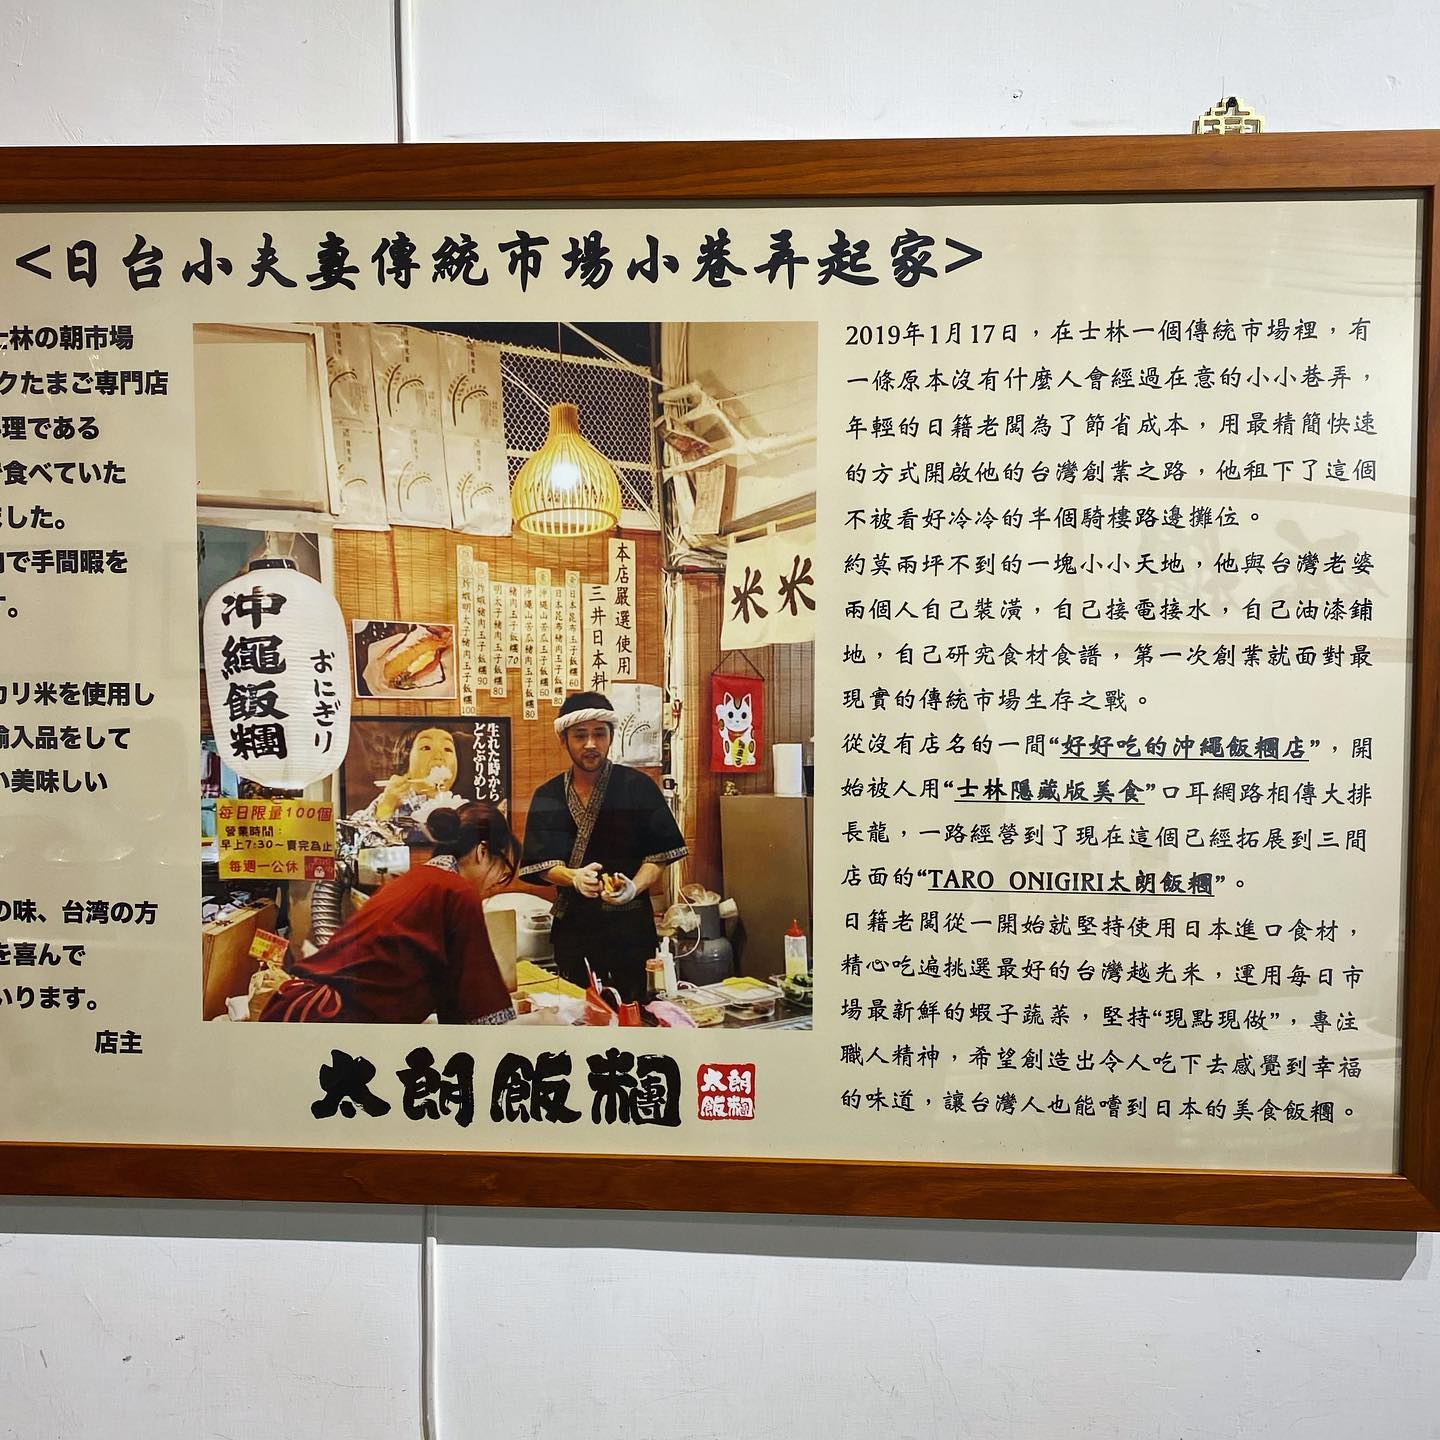 <日台小夫妻傳統市場小巷弄起家>
士林の朝市場
クたまご専門店
理である
食べていた
ました。
内で手間暇を
す。
カリ米を使用し
輸入品をして
い美味しい
の味、台湾の方
を喜んで
いります。
店主
沖繩飯糰
おにぎり
每日限量100個
營業時間：
早上7:30～賣完為止
每週一公休
生れた時から
どんぶりめし
本店嚴選使用
三井日本料
米米
太朗飯糰
太朗
飯糰
2019年1月17日，在士林一個傳統市場裡，有
一條原本沒有什麼人會經過在意的小小巷弄，
年輕的日籍老闆為了節省成本，用最精簡快速
的方式開啟他的台灣創業之路，他租下了這個
不被看好冷冷的半個騎樓路邊攤位。
約莫兩坪不到的一塊小小天地，他與台灣老婆
兩個人自己裝潢，自己接電接水，自己油漆鋪
地，自己研究食材食譜，第一次創業就面對最
現實的傳統市場生存之戰。
從沒有店名的一間“好好吃的沖繩飯糰店”，開
始被人用“士林隱藏版美食”口耳網路相傳大排
長龍，一路經營到了現在這個已經拓展到三間
店面的“TARO ONIGIRI太朗飯糰”。
日籍老闆從一開始就堅持使用日本進口食材，
精心吃遍挑選最好的台灣越光米，運用每日市
場最新鮮的蝦子蔬菜，堅持“現點現做”，專注
職人精神，希望創造出令人吃下去感覺到幸福
的味道，讓台灣人也能嚐到日本的美食飯糰。